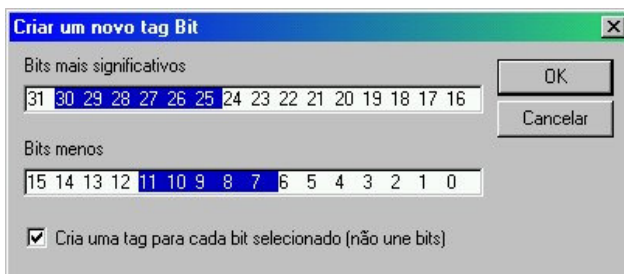 Criar um novo tag Bit
Bits mais significativos
31 30 29 28 27 26 25 24 23 22 21 20 19 18 17 16
OK
Cancelar
Bits menos
15 14 13 12 11 10 9 8 7 6 5 4 3 2 1 0
Cria uma tag para cada bit selecionado (não une bits)